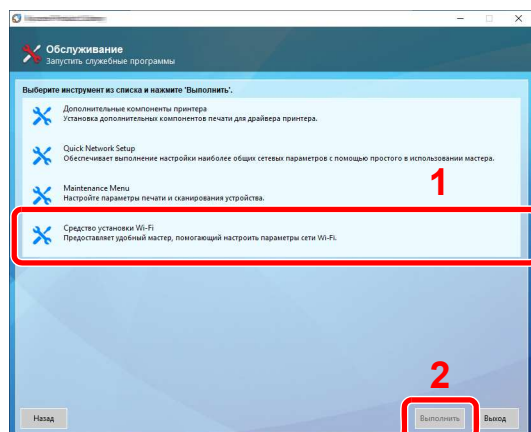 Обслуживание
Запустить служебные программы
Выберите инструмент из списка и нажмите 'Выполнить'.
Дополнительные компоненты принтера
Установка дополнительных компонентов печати для драйвера принтера.
Quick Network Setup
Обеспечивает выполнение настройки наиболее общих сетевых параметров с помощью простого в использовании мастера.
Maintenance Menu
Настройте параметры печати и сканирования устройства.
1
Средство установки Wi-Fi
Предоставляет удобный мастер, помогающий настроить параметры сети Wi-Fi.
2
Назад
Выполнить
Выход